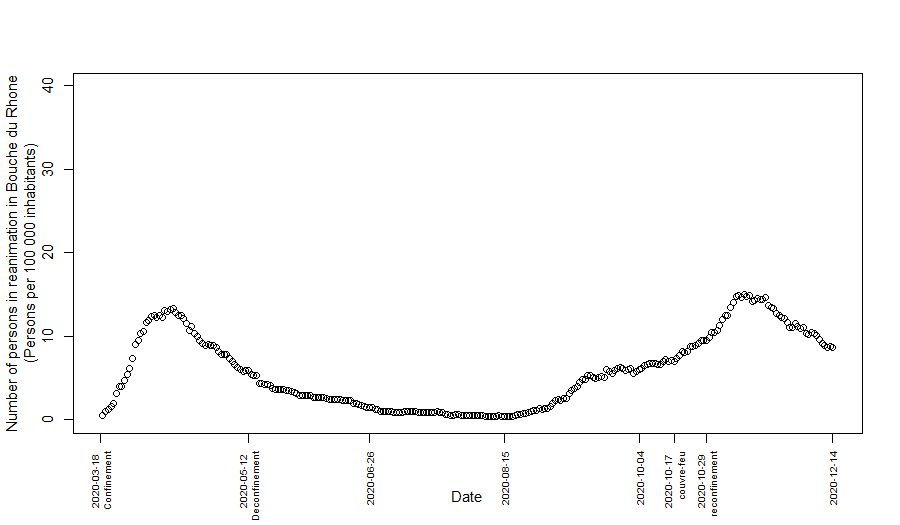 Number of persons in reanimation in Bouche du Rhone
(Persons per 100 000 inhabitants)
40
30
20
10
0
2020-03-18
Confinement
2020-05-12
Deconfinement
2020-06-26
2020-08-15
2020-10-04
2020-10-17
couvre-feu
2020-10-29
reconfinement
2020-12-14
Date